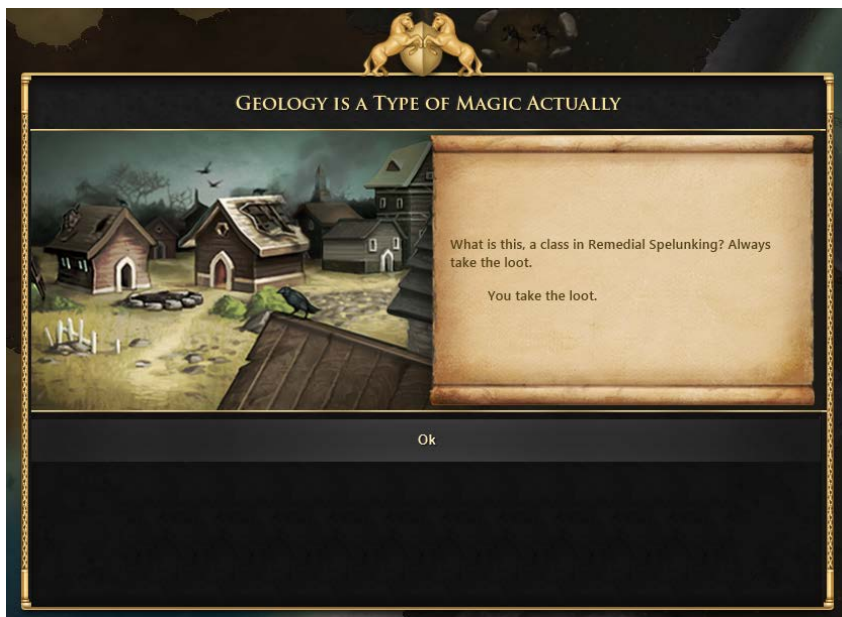 Geology is a Type of Magic Actually
What is this, a class in Remedial Spelunking? Always
take the loot.
You take the loot.
Ok